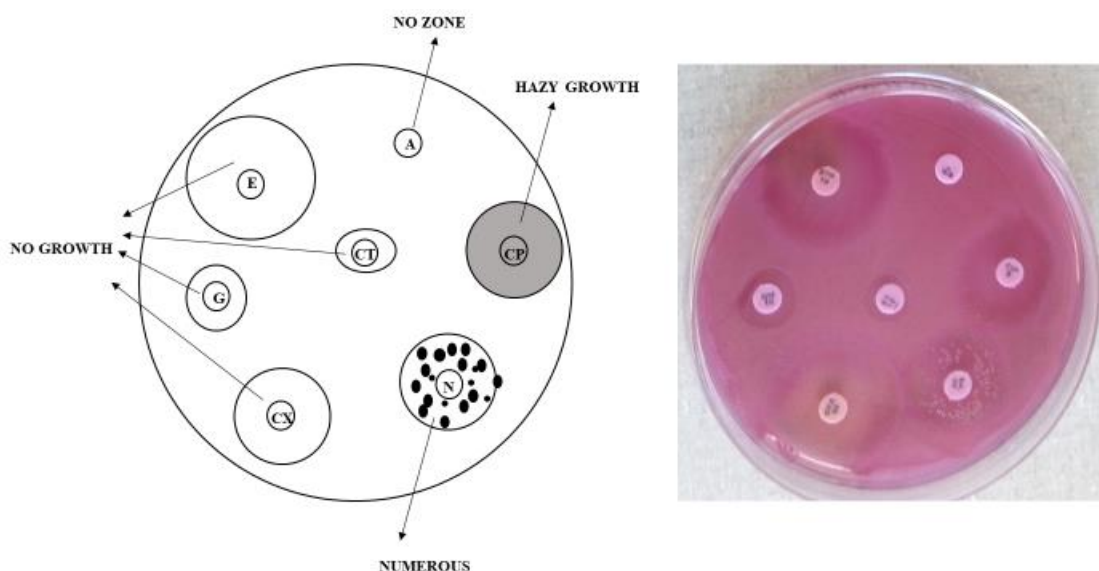 NO ZONE
HAZY GROWTH
A
E
NO GROWTH
CT
CP
G
N
CX
NUMEROUS